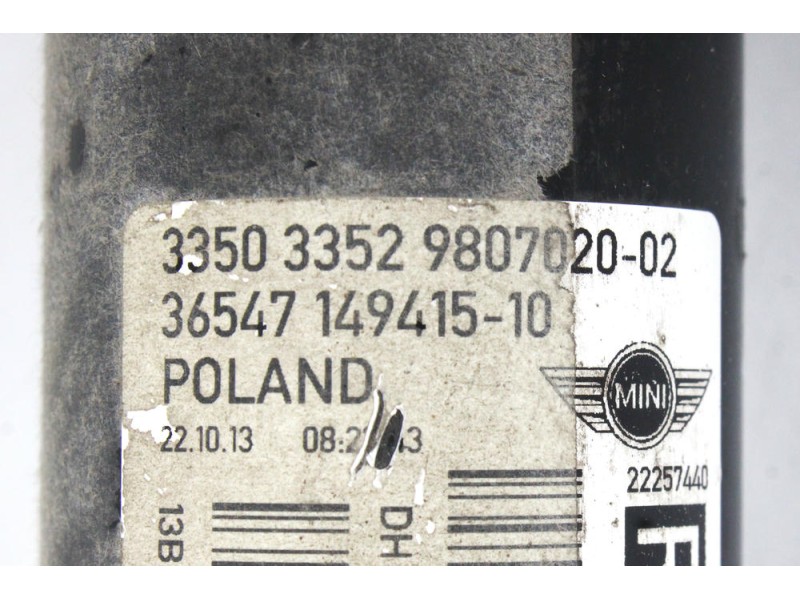 3350 3352 9807020-02
36547 149415-10
POLAND
MINI
22.10.13
22257440
13B
DH